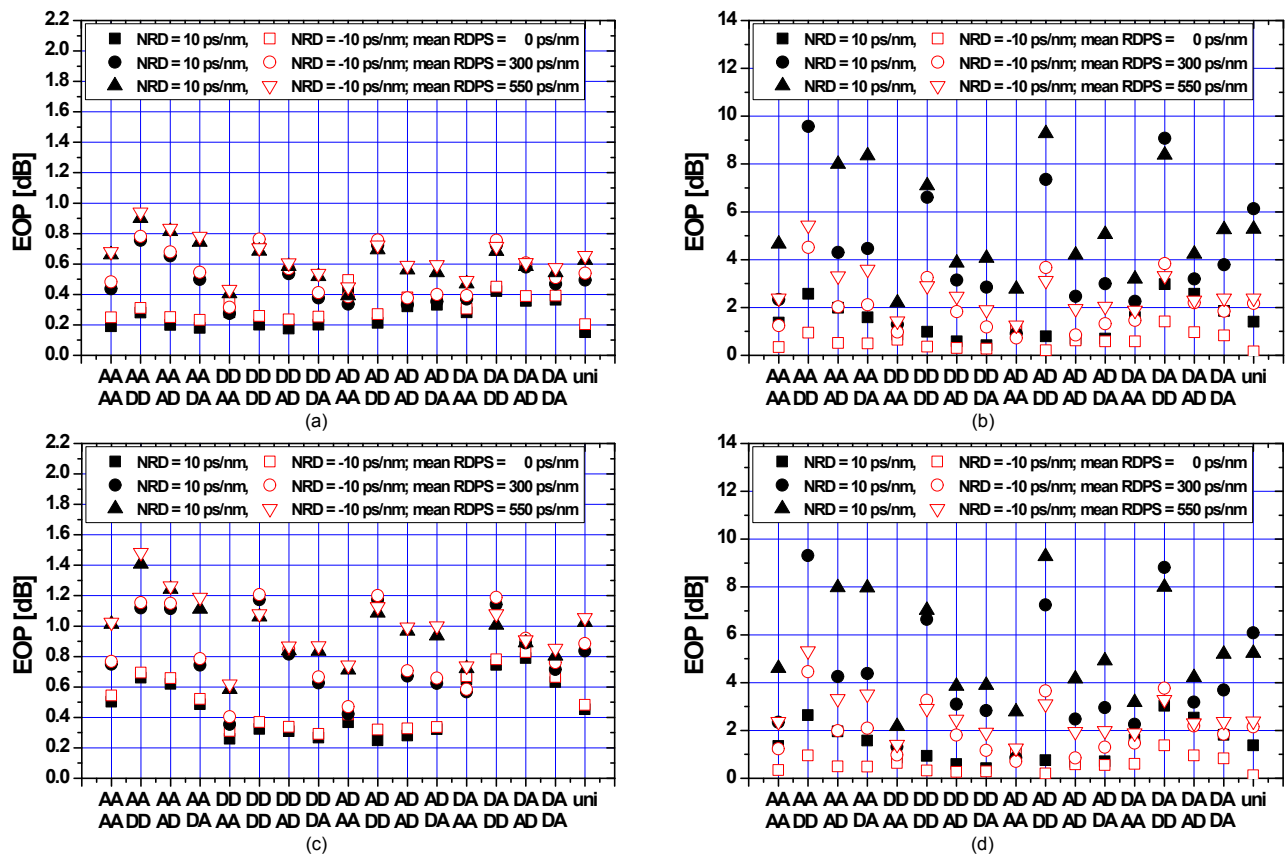 2.2
2.0
1.8
1.6
1.4
1.2
1.0
0.8
0.6
0.4
0.2
0.0
EOP [dB]
NRD = 10 ps/nm, NRD = -10 ps/nm; mean RDPS = 0 ps/nm
NRD = 10 ps/nm, NRD = -10 ps/nm; mean RDPS = 300 ps/nm
NRD = 10 ps/nm, NRD = -10 ps/nm; mean RDPS = 550 ps/nm
AA AA AA AA DD DD DD DD AD AD AD AD DA DA DA DA uni
AA DD AD DA AA DD AD DA AA DD AD DA AA DD AD DA
(a)
14
12
10
8
6
4
2
0
EOP [dB]
NRD = 10 ps/nm, NRD = -10 ps/nm; mean RDPS = 0 ps/nm
NRD = 10 ps/nm, NRD = -10 ps/nm; mean RDPS = 300 ps/nm
NRD = 10 ps/nm, NRD = -10 ps/nm; mean RDPS = 550 ps/nm
AA AA AA AA DD DD DD DD AD AD AD AD DA DA DA DA uni
AA DD AD DA AA DD AD DA AA DD AD DA AA DD AD DA
(b)
2.2
2.0
1.8
1.6
1.4
1.2
1.0
0.8
0.6
0.4
0.2
0.0
EOP [dB]
NRD = 10 ps/nm, NRD = -10 ps/nm; mean RDPS = 0 ps/nm
NRD = 10 ps/nm, NRD = -10 ps/nm; mean RDPS = 300 ps/nm
NRD = 10 ps/nm, NRD = -10 ps/nm; mean RDPS = 550 ps/nm
AA AA AA AA DD DD DD DD AD AD AD AD DA DA DA DA uni
AA DD AD DA AA DD AD DA AA DD AD DA AA DD AD DA
(c)
14
12
10
8
6
4
2
0
EOP [dB]
NRD = 10 ps/nm, NRD = -10 ps/nm; mean RDPS = 0 ps/nm
NRD = 10 ps/nm, NRD = -10 ps/nm; mean RDPS = 300 ps/nm
NRD = 10 ps/nm, NRD = -10 ps/nm; mean RDPS = 550 ps/nm
AA AA AA AA DD DD DD DD AD AD AD AD DA DA DA DA uni
AA DD AD DA AA DD AD DA AA DD AD DA AA DD AD DA
(d)